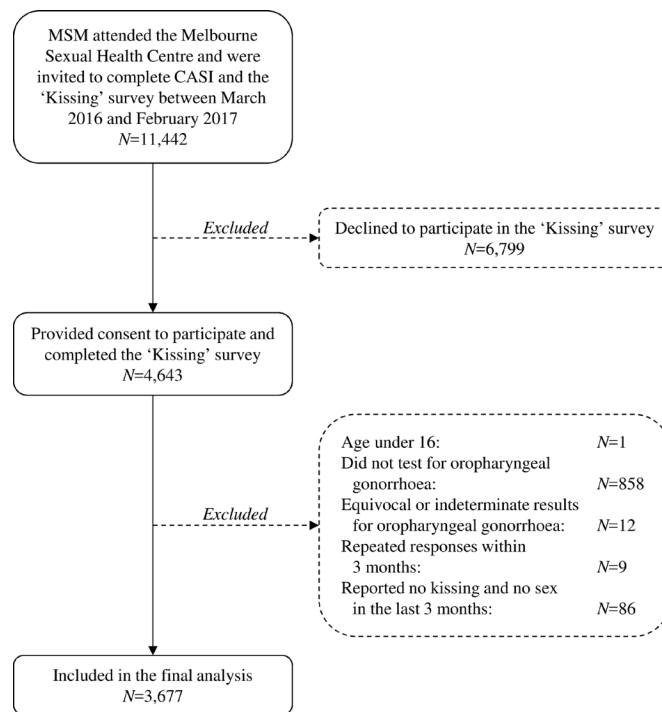 MSM attended the Melbourne
Sexual Health Centre and were
invited to complete CASI and the
‘Kissing’ survey between March
2016 and February 2017
N=11,442
Excluded
Declined to participate in the ‘Kissing’ survey
N=6,799
Provided consent to participate and
completed the ‘Kissing’ survey
N=4,643
Excluded
Age under 16: N=1
Did not test for oropharyngeal
gonorrhoea: N=858
Equivocal or indeterminate results
for oropharyngeal gonorrhoea: N=12
Repeated responses within
3 months: N=9
Reported no kissing and no sex
in the last 3 months: N=86
Included in the final analysis
N=3,677